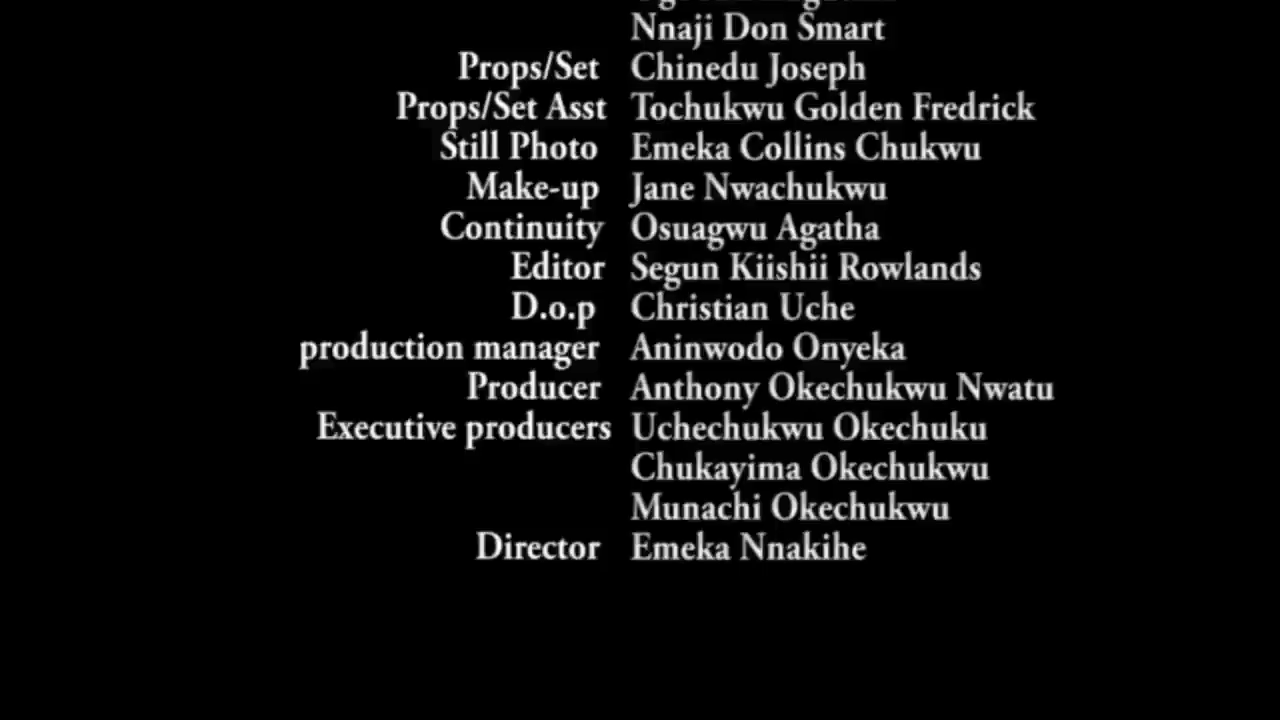 Nnaji Don Smart
Props/Set Chinedu Joseph
Props/Set Asst Tochukwu Golden Fredrick
Still Photo Emeka Collins Chukwu
Make-up Jane Nwachukwu
Continuity Osuagwu Agatha
Editor Segun Kiishii Rowlands
D.o.p Christian Uche
production manager Aninwodo Onyeka
Producer Anthony Okechukwu Nwatu
Executive producers Uchechukwu Okechuku
Chukayima Okechukwu
Munachi Okechukwu
Director Emeka Nnakihe